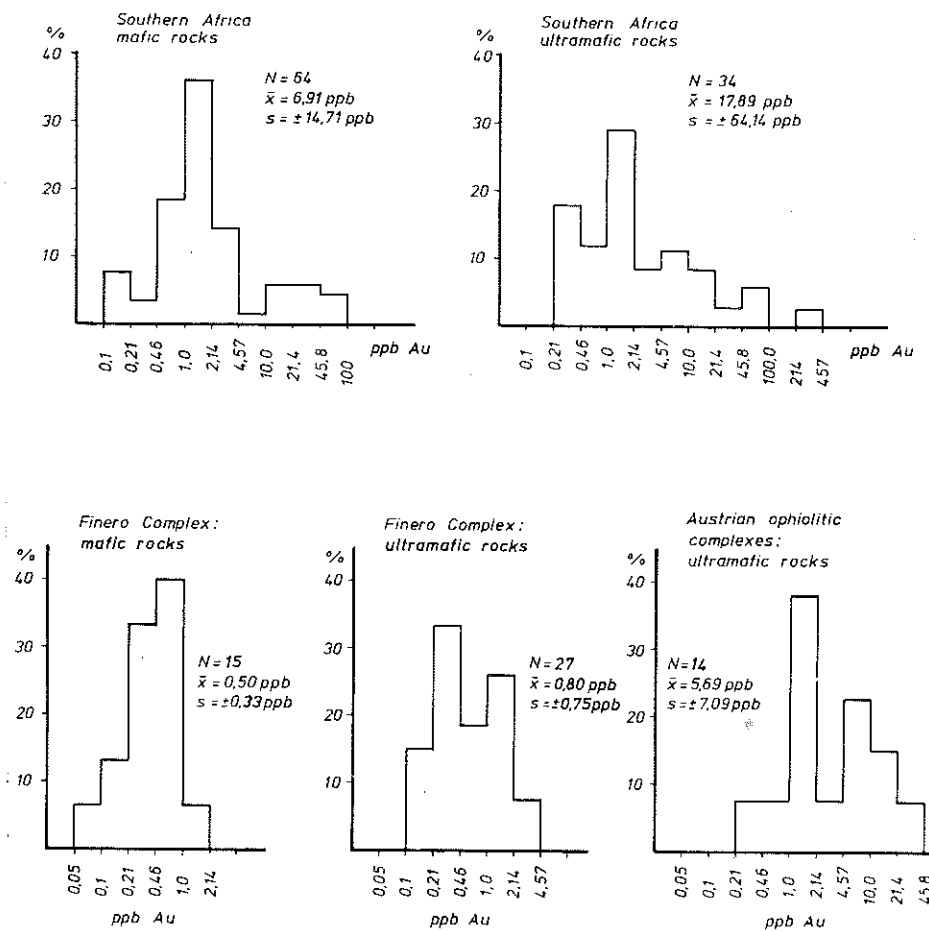 Southern Africa
mafic rocks
%
40
30
20
10
N = 64
x̄ = 6,91 ppb
s = ±14,71 ppb
0,1
0,21
0,46
1,0
2,14
4,57
10,0
21,4
45,8
100
ppb Au
Southern Africa
ultramafic rocks
%
40
30
20
10
N = 34
x̄ = 17,89 ppb
s = ± 64,14 ppb
0,1
0,21
0,46
1,0
2,14
4,57
10,0
21,4
45,8
100,0
214
457
ppb Au
Finero Complex:
mafic rocks
%
40
30
20
10
N = 15
x̄ = 0,50 ppb
s = ±0,33 ppb
0,05
0,1
0,21
0,46
1,0
2,14
ppb Au
Finero Complex:
ultramafic rocks
%
40
30
20
10
N = 27
x̄ = 0,80 ppb
s = ±0,75 ppb
0,05
0,1
0,21
0,46
1,0
2,14
4,57
ppb Au
Austrian ophiolitic
complexes:
ultramafic rocks
%
40
30
20
10
N = 14
x̄ = 5,69 ppb
s = ±7,09 ppb
0,05
0,1
0,21
0,46
1,0
2,14
4,57
10,0
21,4
45,8
ppb Au